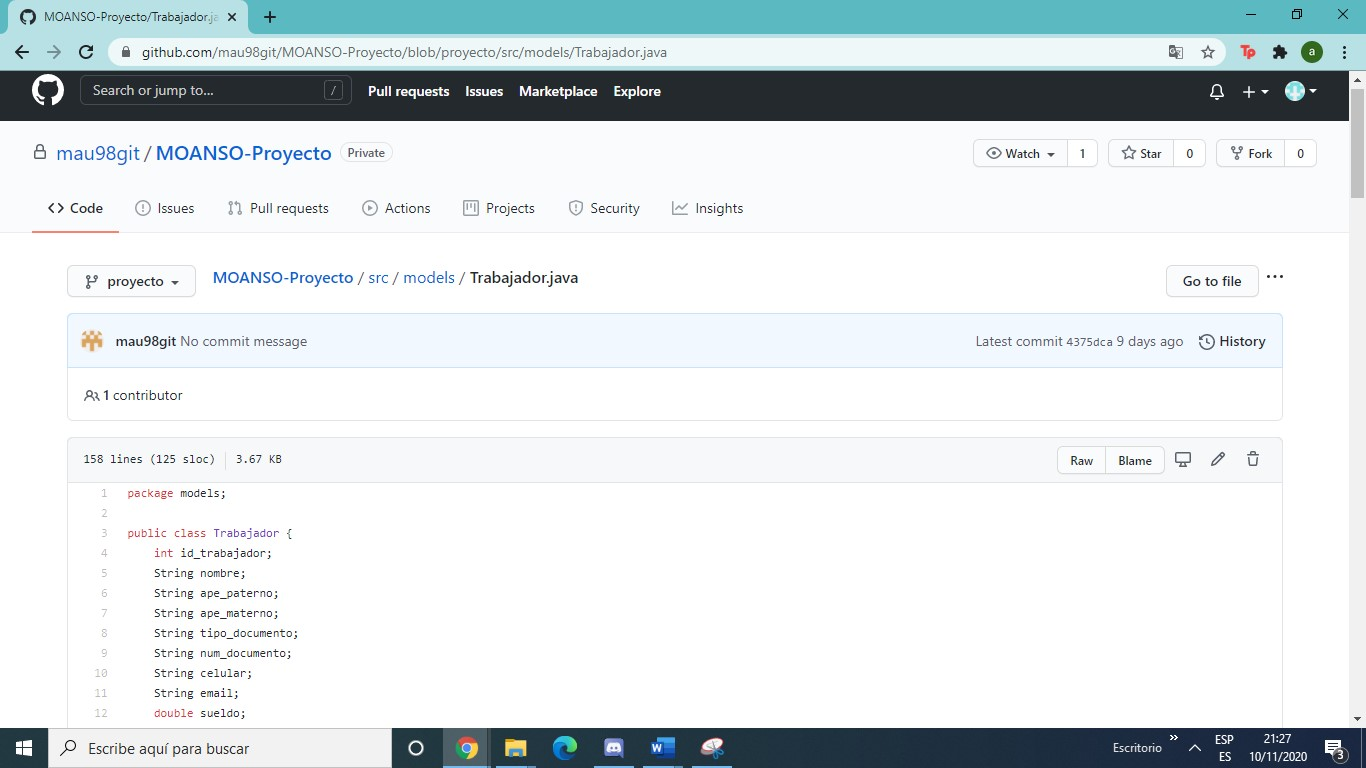 MOANSO-Proyecto/Trabajador.ja
github.com/mau98git/MOANSO-Proyecto/blob/proyecto/src/models/Trabajador.java
Tp
a
Search or jump to...
/
Pull requests
Issues
Marketplace
Explore
mau98git / MOANSO-Proyecto
Private
Watch
1
Star
0
Fork
0
Code
Issues
Pull requests
Actions
Projects
Security
Insights
proyecto
MOANSO-Proyecto / src / models / Trabajador.java
Go to file
mau98git No commit message
Latest commit 4375dca 9 days ago
History
1 contributor
158 lines (125 sloc)
3.67 KB
Raw
Blame
1 package models;
2
3 public class Trabajador {
4 int id_trabajador;
5 String nombre;
6 String ape_paterno;
7 String ape_materno;
8 String tipo_documento;
9 String num_documento;
10 String celular;
11 String email;
12 double sueldo;
Escribe aquí para buscar
Escritorio
ESP
ES
21:27
10/11/2020
3